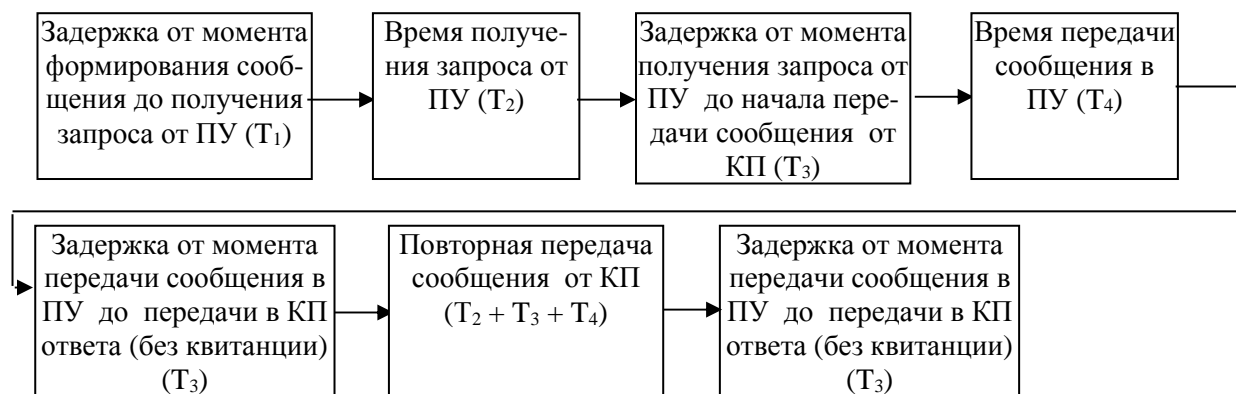 Задержка от момента
формирования сооб-
щения до получения
запроса от ПУ (T₁)
Время получе-
ния запроса от
ПУ (T₂)
Задержка от момента
получения запроса от
ПУ до начала пере-
дачи сообщения от
КП (T₃)
Время передачи
сообщения в
ПУ (T₄)
Задержка от момента
передачи сообщения в
ПУ до передачи в КП
ответа (без квитанции)
(T₃)
Повторная передача
сообщения от КП
(T₂ + T₃ + T₄)
Задержка от момента
передачи сообщения в
ПУ до передачи в КП
ответа (без квитанции)
(T₃)